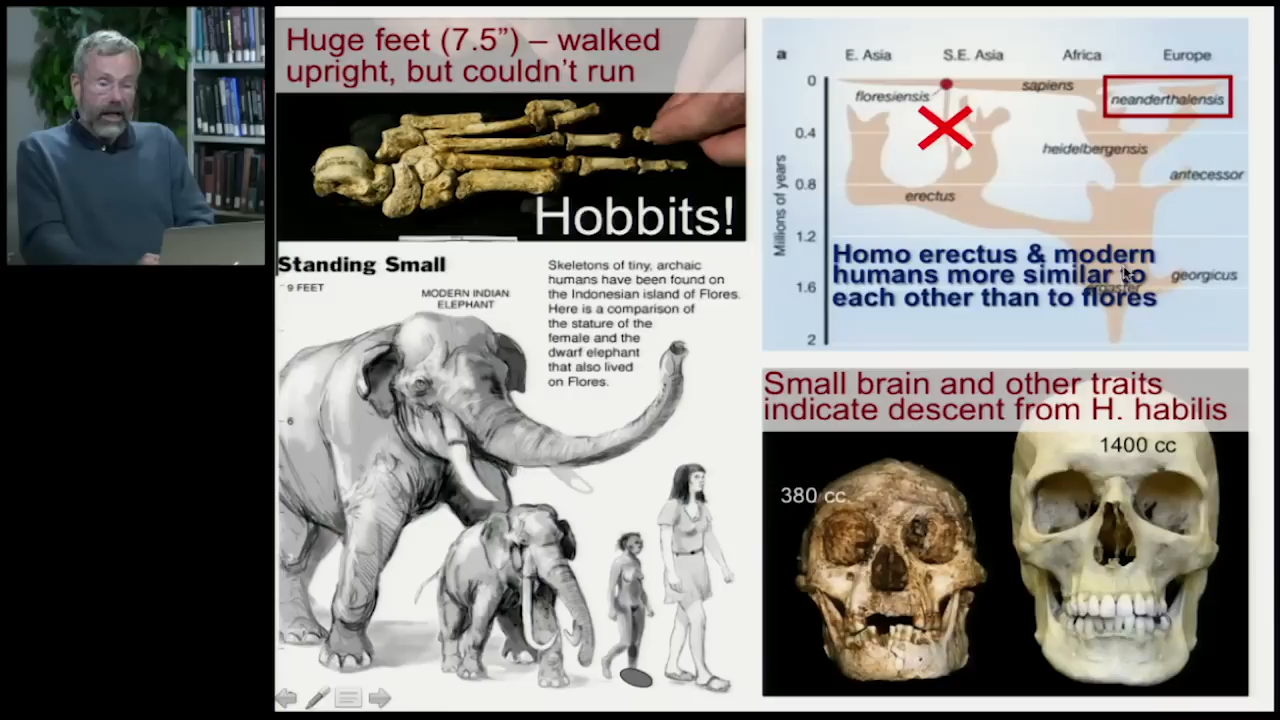 Huge feet (7.5”) – walked
upright, but couldn’t run
Hobbits!
Standing Small
9 FEET
MODERN INDIAN
ELEPHANT
Skeletons of tiny, archaic
humans have been found on
the Indonesian island of Flores.
Here is a comparison of
the stature of the
female and the
dwarf elephant
that also lived
on Flores.
6
a
E. Asia
S.E. Asia
Africa
Europe
0
floresiensis
sapiens
neanderthalensis
0.4
heidelbergensis
antecessor
0.8
erectus
Millions of years
1.2
Homo erectus & modern
humans more similar to
each other than to flores
georgicus
1.6
2
Small brain and other traits
indicate descent from H. habilis
1400 cc
380 cc